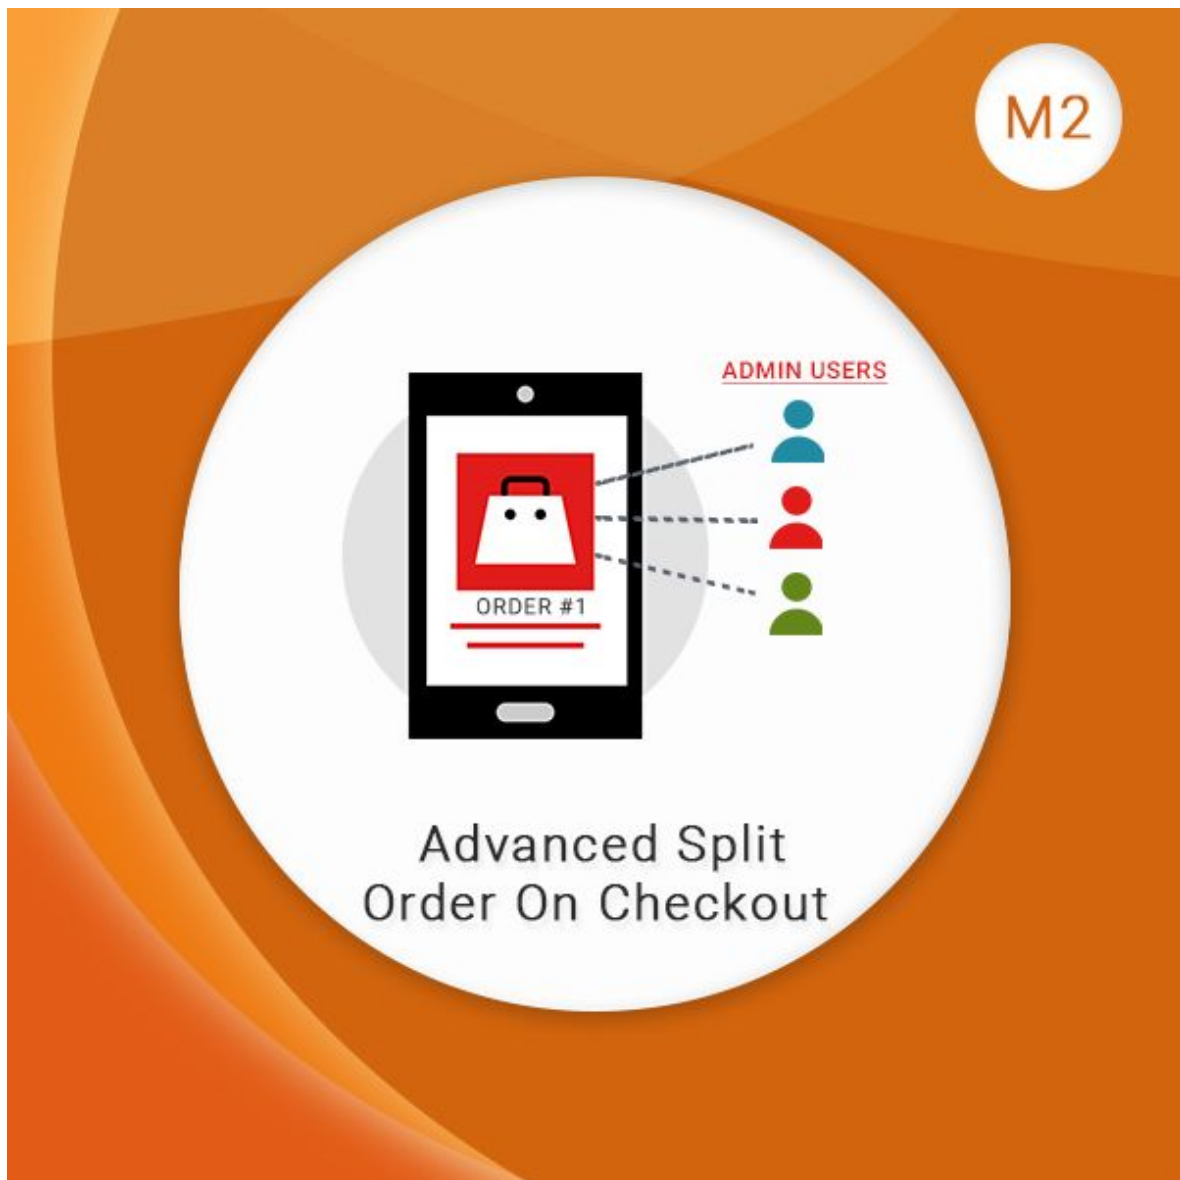 M2
ADMIN USERS
ORDER #1
Advanced Split
Order On Checkout